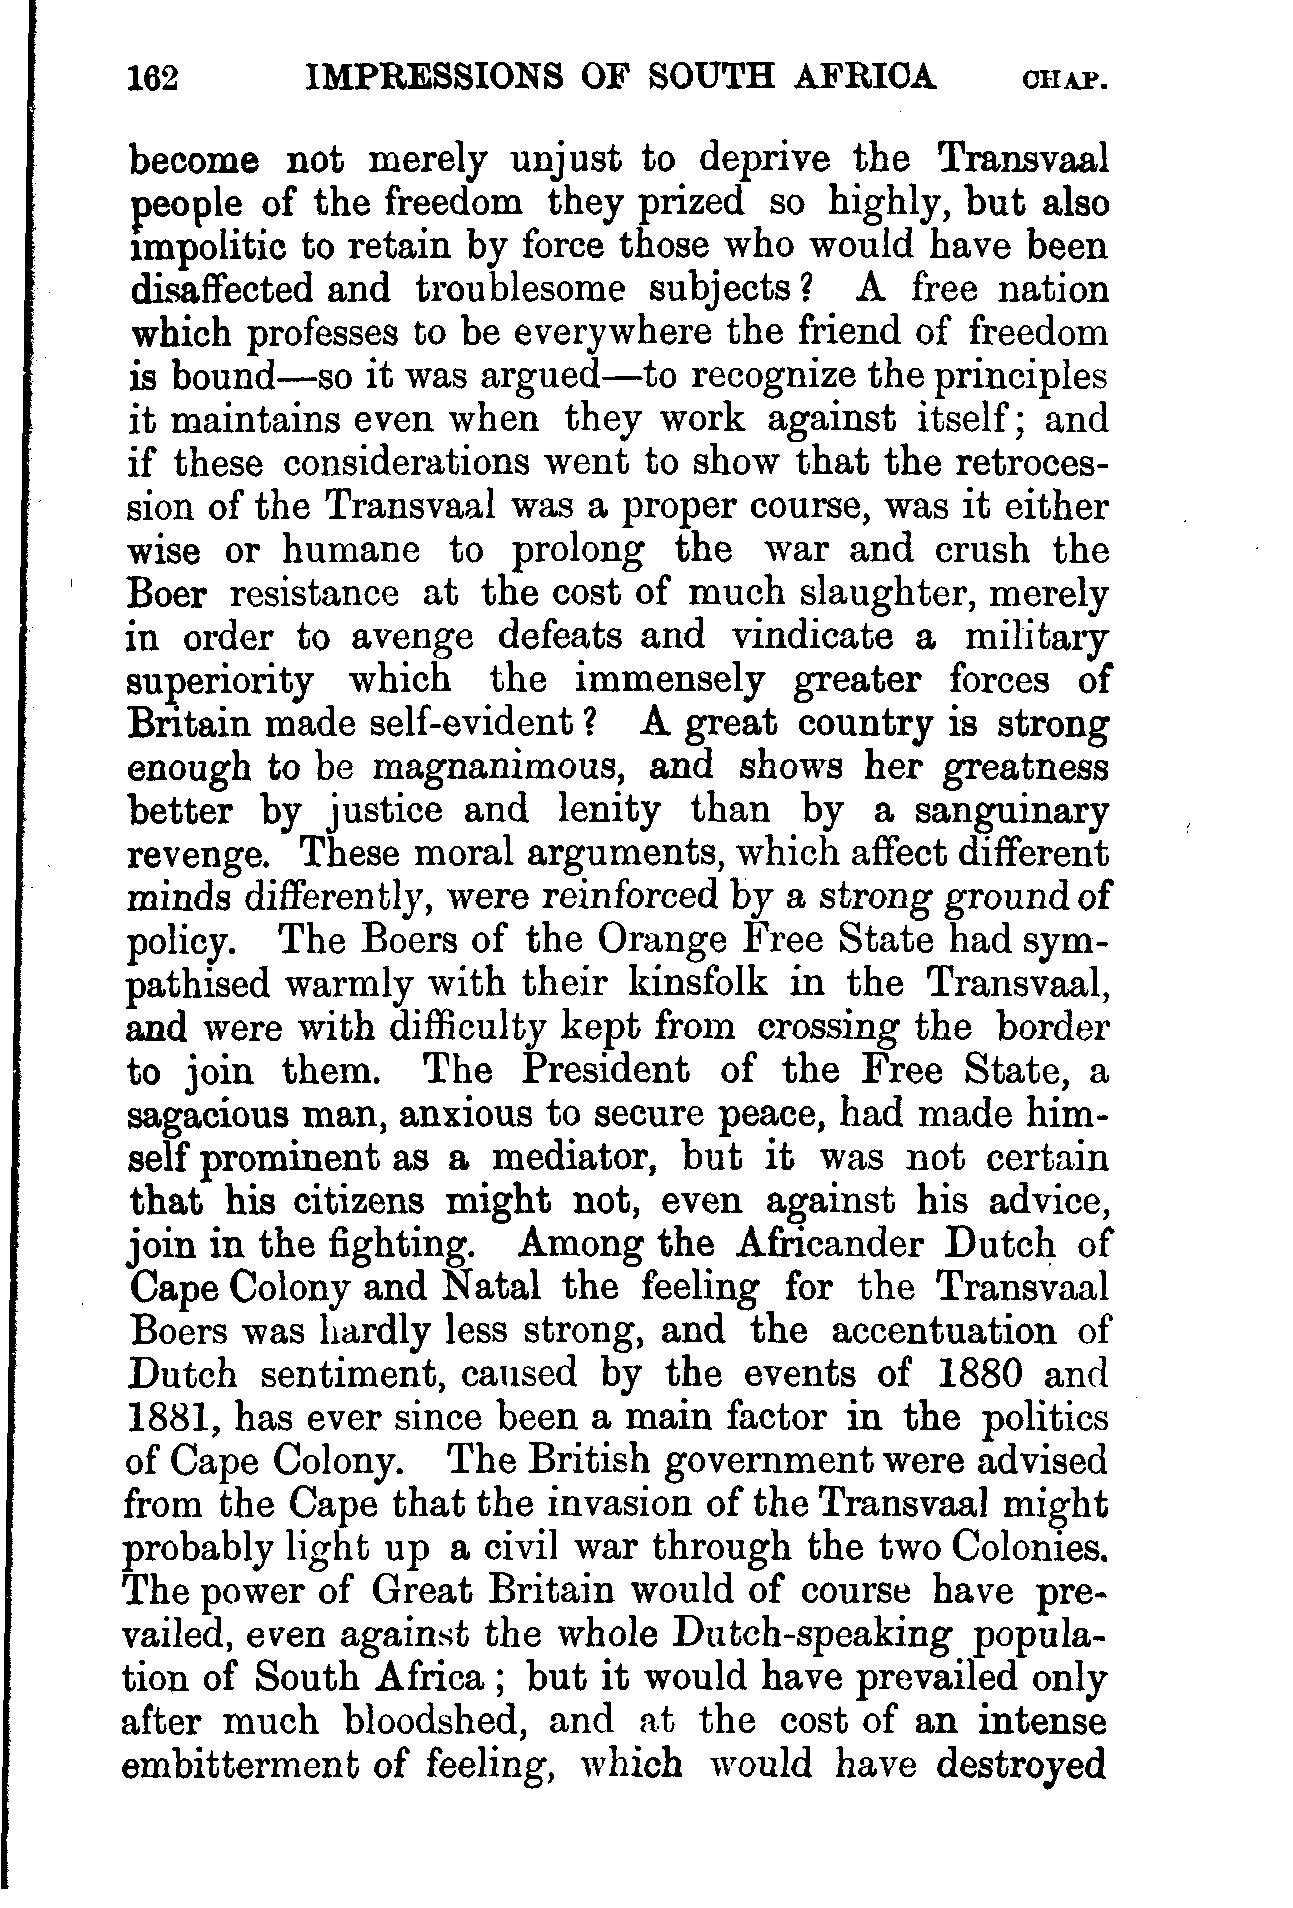 162 IMPRESSIONS OF SOUTH AFRICA CHAP.
become not merely unjust to deprive the Transvaal
people of the freedom they prized so highly, but also
impolitic to retain by force those who would have been
disaffected and troublesome subjects? A free nation
which professes to be everywhere the friend of freedom
is bound—so it was argued—to recognize the principles
it maintains even when they work against itself; and
if these considerations went to show that the retroces-
sion of the Transvaal was a proper course, was it either
wise or humane to prolong the war and crush the
Boer resistance at the cost of much slaughter, merely
in order to avenge defeats and vindicate a military
superiority which the immensely greater forces of
Britain made self-evident? A great country is strong
enough to be magnanimous, and shows her greatness
better by justice and lenity than by a sanguinary
revenge. These moral arguments, which affect different
minds differently, were reinforced by a strong ground of
policy. The Boers of the Orange Free State had sym-
pathised warmly with their kinsfolk in the Transvaal,
and were with difficulty kept from crossing the border
to join them. The President of the Free State, a
sagacious man, anxious to secure peace, had made him-
self prominent as a mediator, but it was not certain
that his citizens might not, even against his advice,
join in the fighting. Among the Africander Dutch of
Cape Colony and Natal the feeling for the Transvaal
Boers was hardly less strong, and the accentuation of
Dutch sentiment, caused by the events of 1880 and
1881, has ever since been a main factor in the politics
of Cape Colony. The British government were advised
from the Cape that the invasion of the Transvaal might
probably light up a civil war through the two Colonies.
The power of Great Britain would of course have pre-
vailed, even against the whole Dutch-speaking popula-
tion of South Africa; but it would have prevailed only
after much bloodshed, and at the cost of an intense
embitterment of feeling, which would have destroyed